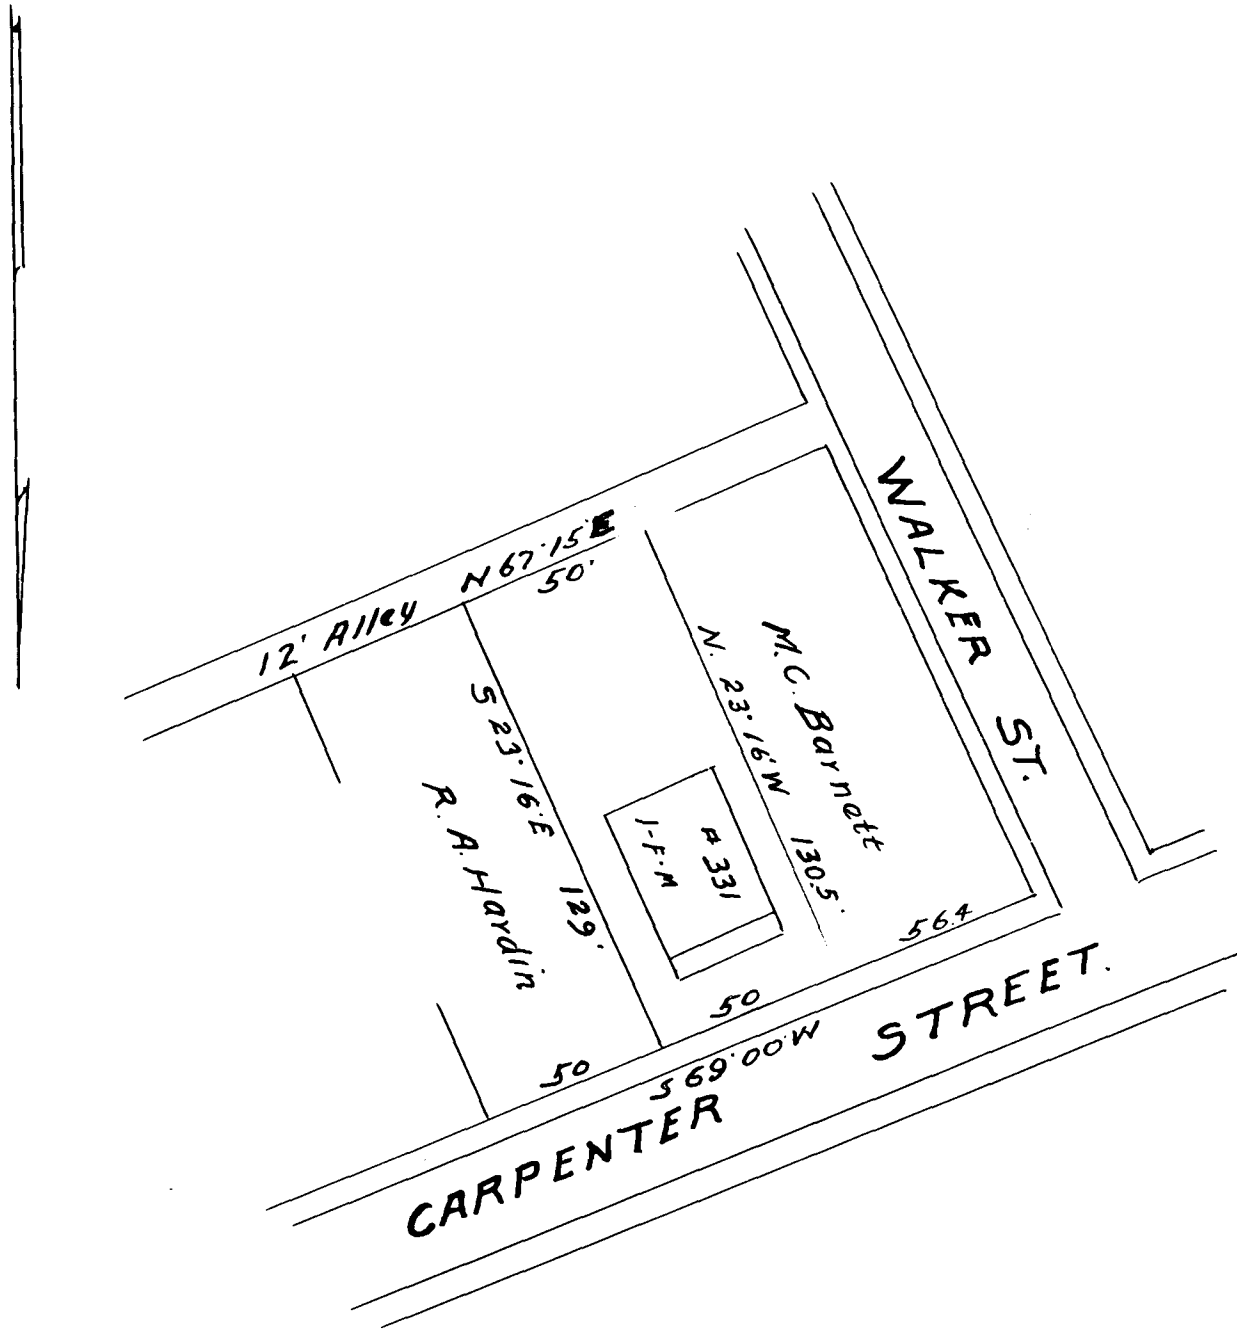 WALKER ST.
12' Alley N 67°15'E
50'
M.C. Barnatt
N. 23°16'W 130.5'
S 23°16'E 129'
R. A. Hardin
# 331
1-F.M
56.4
50
50
S 69°00'W
CARPENTER STREET.